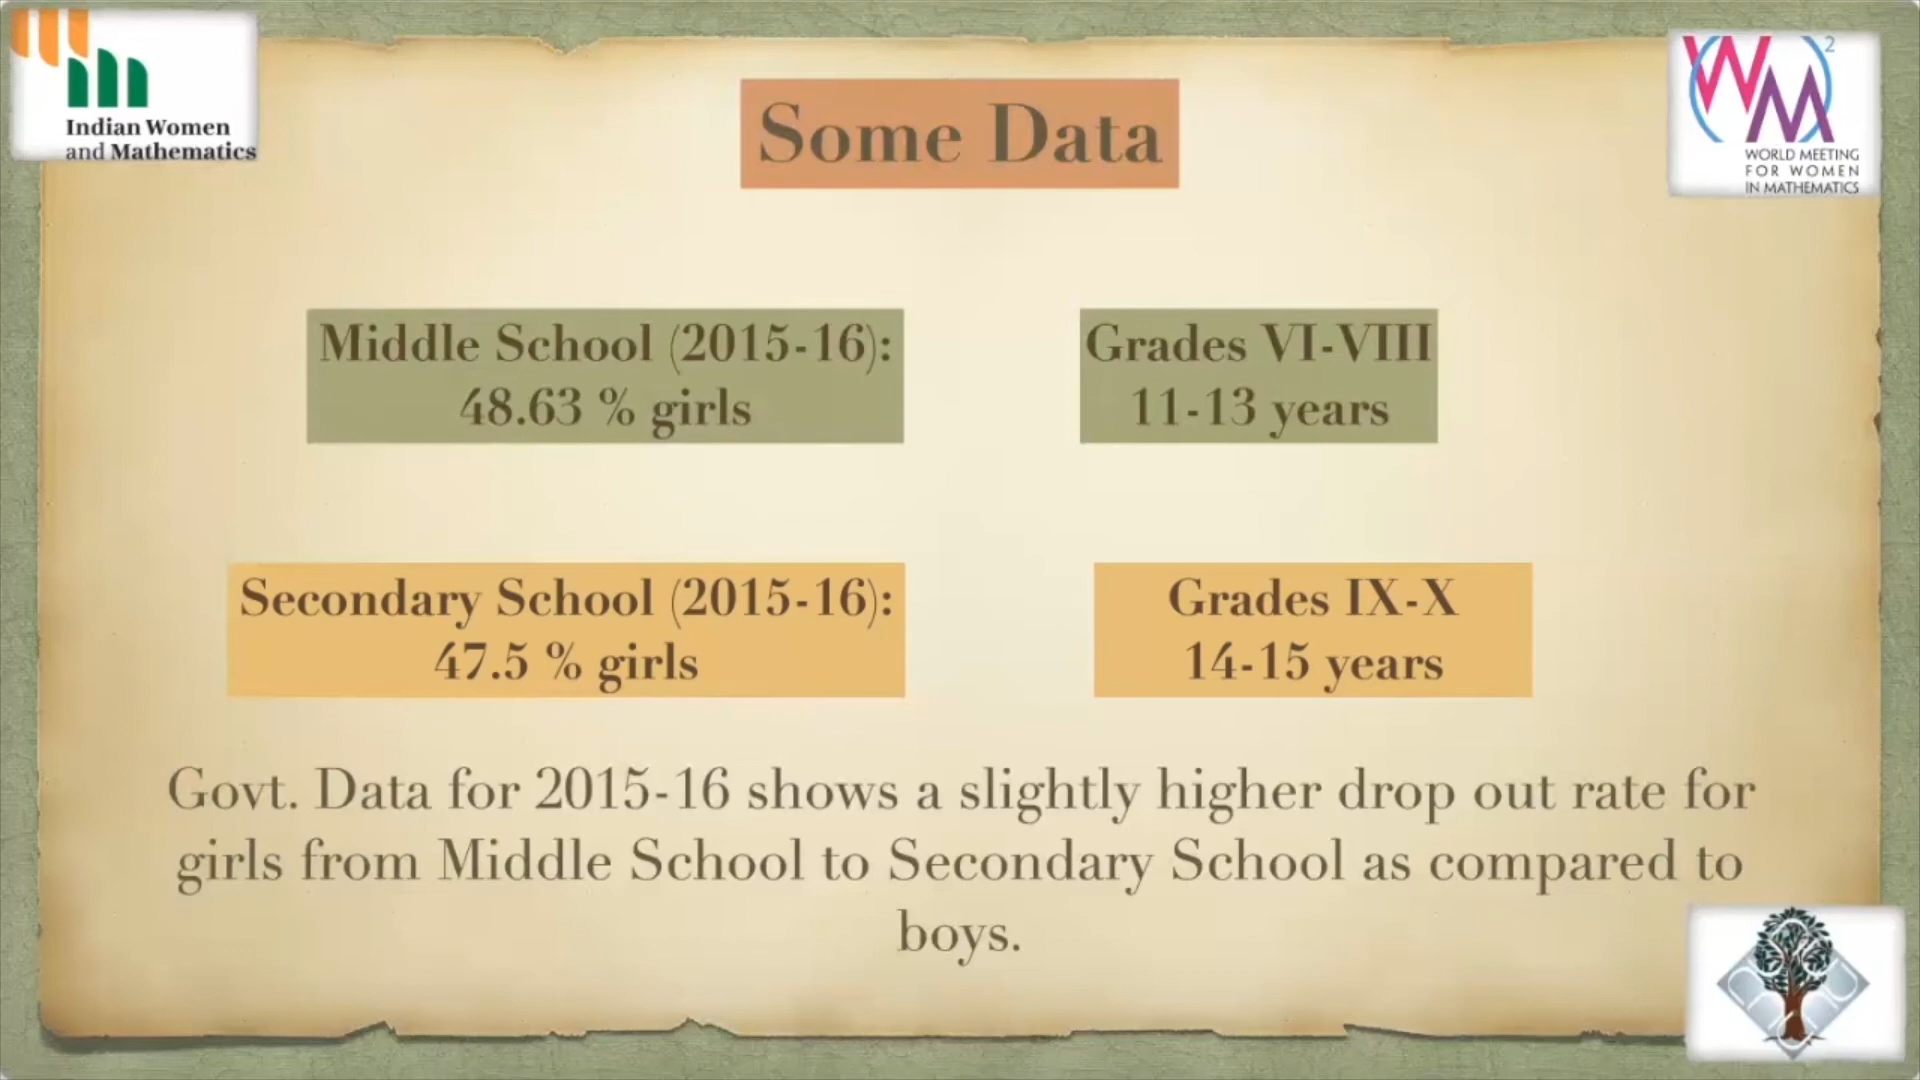 Indian Women
and Mathematics
(WM)²
WORLD MEETING
FOR WOMEN
IN MATHEMATICS
Some Data
Middle School (2015-16):
48.63 % girls
Grades VI-VIII
11-13 years
Secondary School (2015-16):
47.5 % girls
Grades IX-X
14-15 years
Govt. Data for 2015-16 shows a slightly higher drop out rate for
girls from Middle School to Secondary School as compared to
boys.